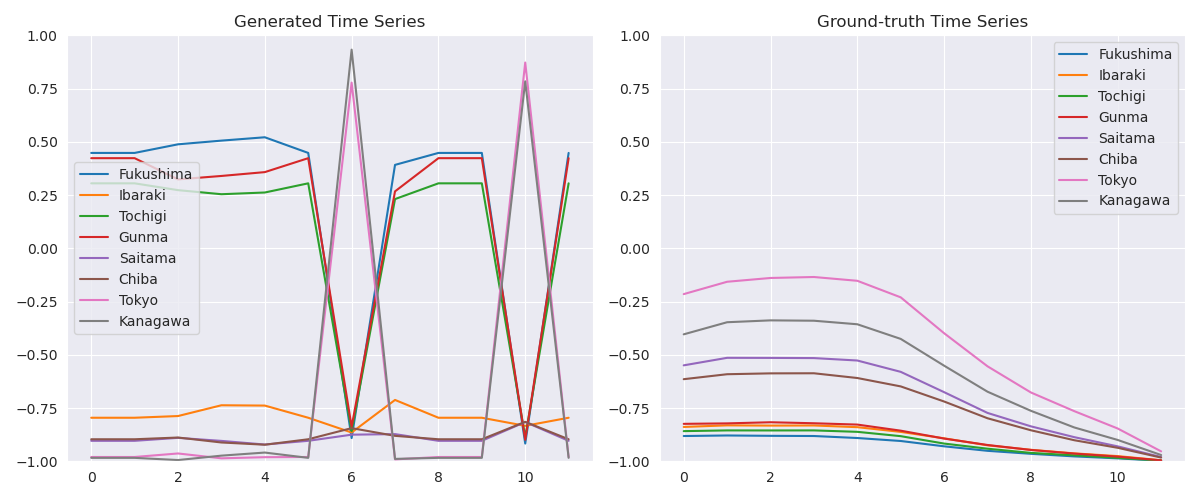 Generated Time Series
1.00
0.75
0.50
0.25
0.00
−0.25
−0.50
−0.75
−1.00
0 2 4 6 8 10
Fukushima
Ibaraki
Tochigi
Gunma
Saitama
Chiba
Tokyo
Kanagawa
Ground-truth Time Series
1.00
0.75
0.50
0.25
0.00
−0.25
−0.50
−0.75
−1.00
0 2 4 6 8 10
Fukushima
Ibaraki
Tochigi
Gunma
Saitama
Chiba
Tokyo
Kanagawa